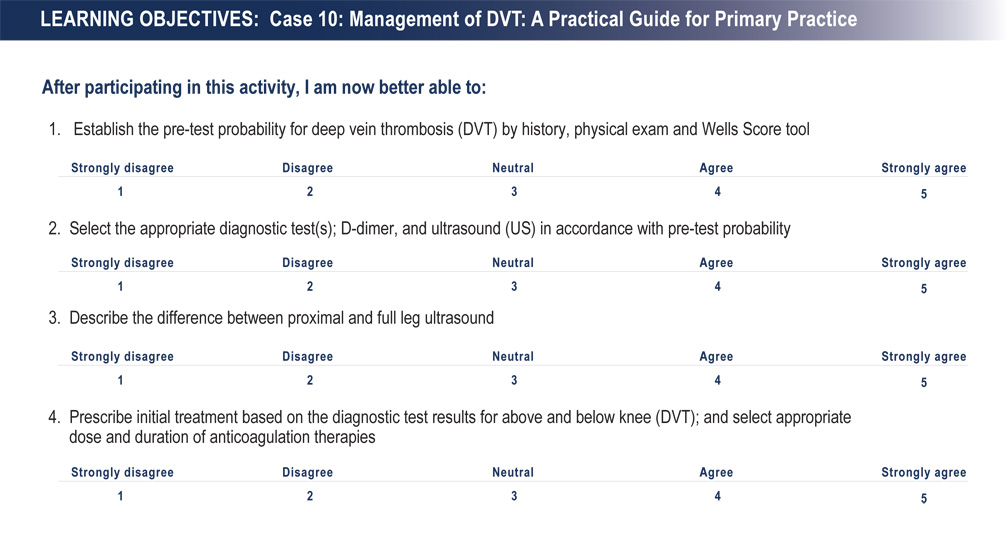 LEARNING OBJECTIVES: Case 10: Management of DVT: A Practical Guide for Primary Practice
After participating in this activity, I am now better able to:
1. Establish the pre-test probability for deep vein thrombosis (DVT) by history, physical exam and Wells Score tool
Strongly disagree Disagree Neutral Agree Strongly agree
1 2 3 4 5
2. Select the appropriate diagnostic test(s); D-dimer, and ultrasound (US) in accordance with pre-test probability
Strongly disagree Disagree Neutral Agree Strongly agree
1 2 3 4 5
3. Describe the difference between proximal and full leg ultrasound
Strongly disagree Disagree Neutral Agree Strongly agree
1 2 3 4 5
4. Prescribe initial treatment based on the diagnostic test results for above and below knee (DVT); and select appropriate
dose and duration of anticoagulation therapies
Strongly disagree Disagree Neutral Agree Strongly agree
1 2 3 4 5